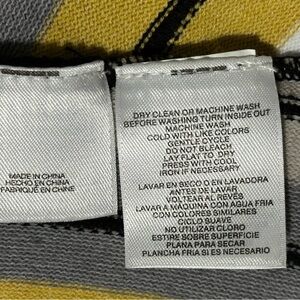 MADE IN CHINA
HECHO EN CHINA
FABRIQUÉ EN CHINE
DRY CLEAN OR MACHINE WASH
BEFORE WASHING TURN INSIDE OUT
MACHINE WASH
COLD WITH LIKE COLORS
GENTLE CYCLE
DO NOT BLEACH
LAY FLAT TO DRY
PRESS WITH COOL
IRON IF NECESSARY
LAVAR EN SECO O EN LAVADORA
ANTES DE LAVAR
VOLTEAR AL REVÉS
LAVAR A MÁQUINA CON AGUA FRIA
CON COLORES SIMILARES
CICLO SUAVE
NO UTILIZAR CLORO
ESTIRE SOBRE SUPERFICIE
PLANA PARA SECAR
PLANCHA FRIA SI ES NECESARIO